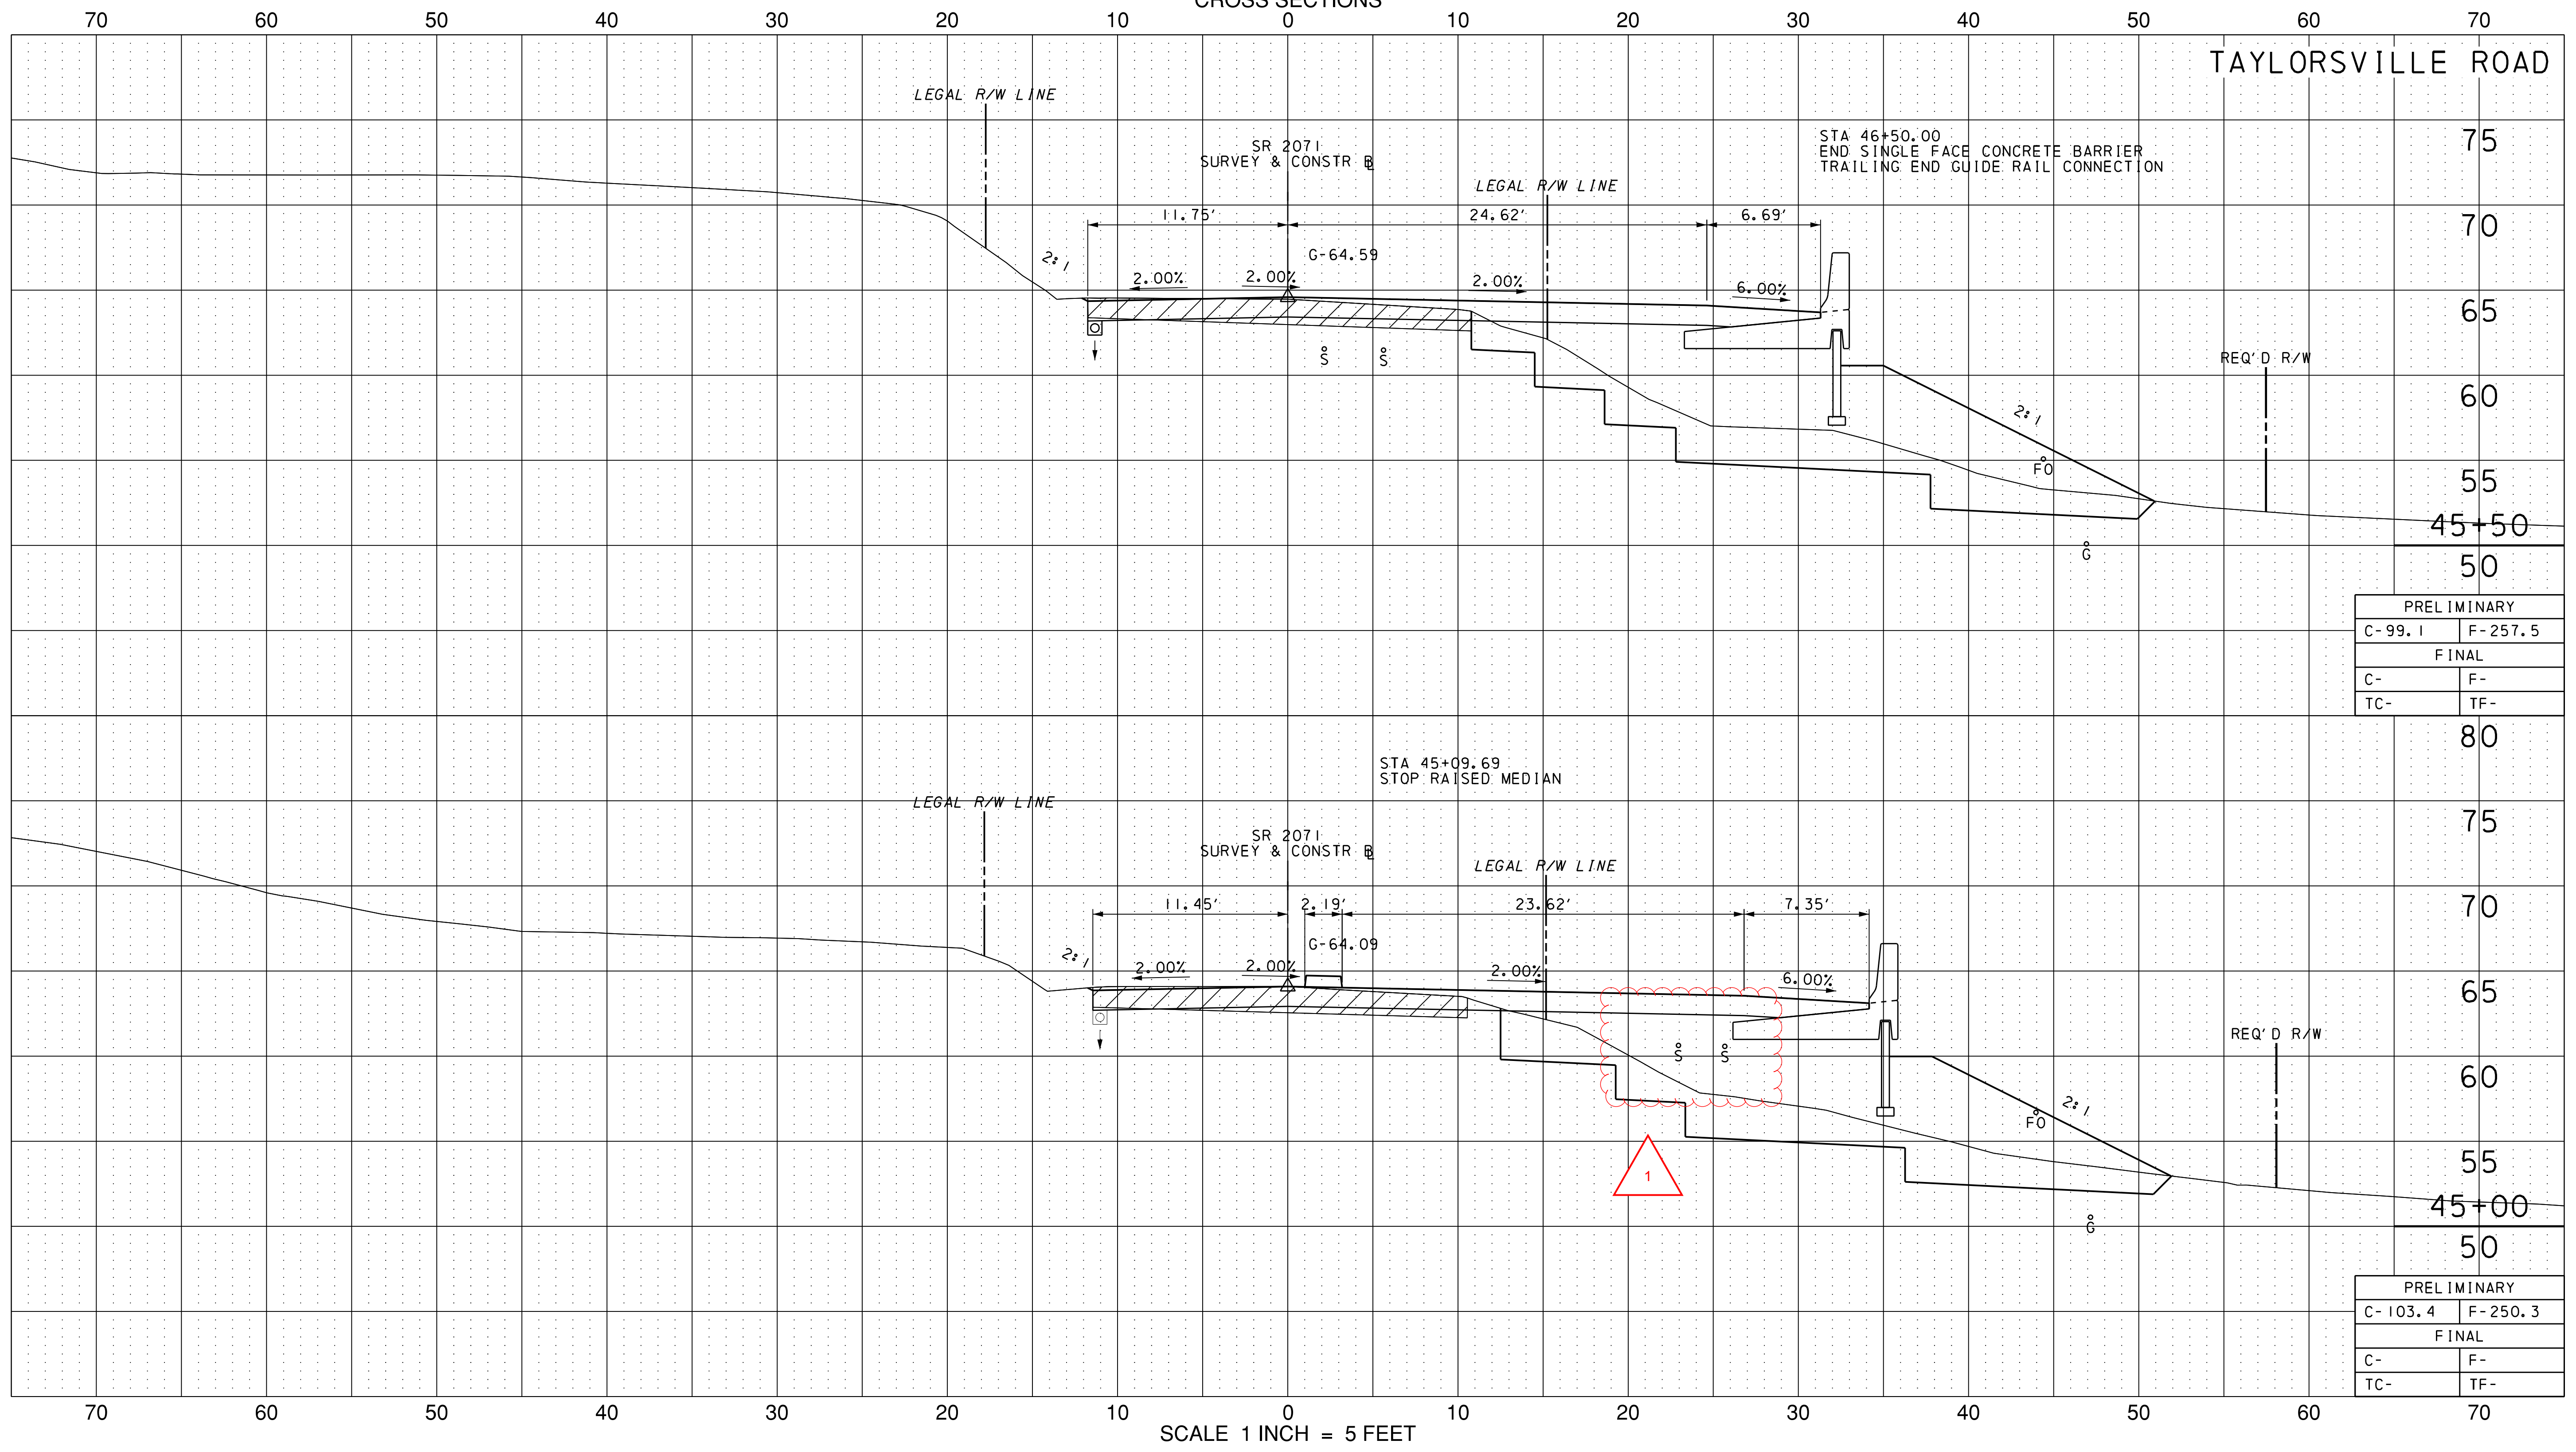 CROSS SECTIONS
70 60 50 40 30 20 10 0 10 20 30 40 50 60 70
TAYLORSVILLE ROAD
LEGAL R/W LINE
SR 2071
SURVEY & CONSTR BL
LEGAL R/W LINE
STA 46+50.00
END SINGLE FACE CONCRETE BARRIER
TRAILING END GUIDE RAIL CONNECTION
75
11.75' 24.62' 6.69'
70
G-64.59
2:1
2.00% 2.00% 2.00% 6.00%
65
S S
REQ'D R/W
60
2:1
FO
55
45+50
G
50
PRELIMINARY
C-99.1 F-257.5
FINAL
C- F-
TC- TF-
80
STA 45+09.69
STOP RAISED MEDIAN
LEGAL R/W LINE
75
SR 2071
SURVEY & CONSTR BL
LEGAL R/W LINE
11.45' 2.19' 23.62' 7.35'
70
G-64.09
2:1
2.00% 2.00% 2.00% 6.00%
65
REQ'D R/W
S S
60
2:1
FO
55
1
45+00
G
50
PRELIMINARY
C-103.4 F-250.3
FINAL
C- F-
TC- TF-
70 60 50 40 30 20 10 0 10 20 30 40 50 60 70
SCALE 1 INCH = 5 FEET